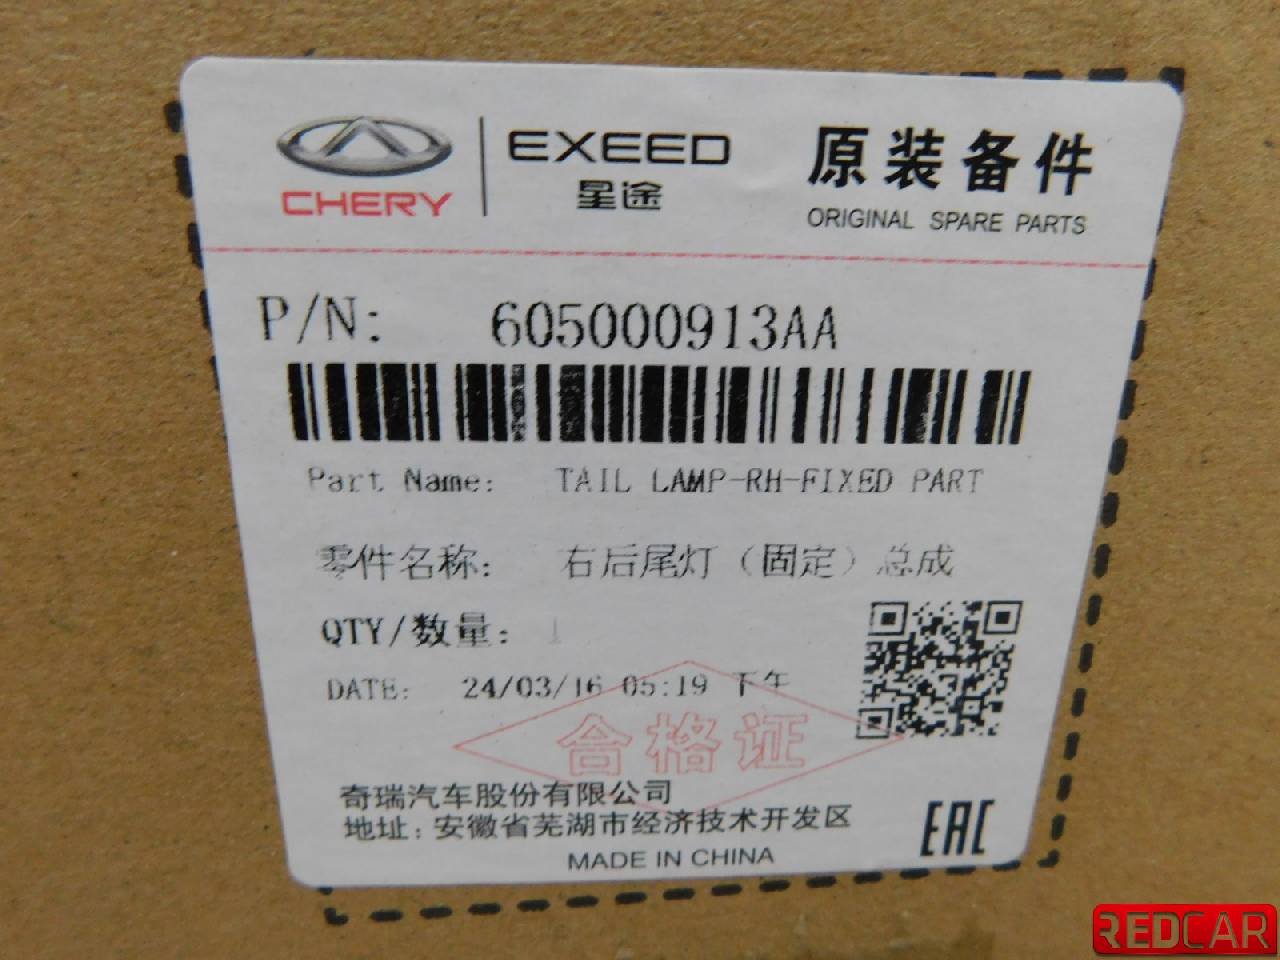 CHERY
EXEED
星途
原装备件
ORIGINAL SPARE PARTS
P/N: 605000913AA
Part Name: TAIL LAMP-RH-FIXED PART
零件名称: 右后尾灯（固定）总成
QTY/数量: 1
DATE: 24/03/16 05:19 下午
合格证
奇瑞汽车股份有限公司
地址：安徽省芜湖市经济技术开发区
MADE IN CHINA
EAC
REDCAR